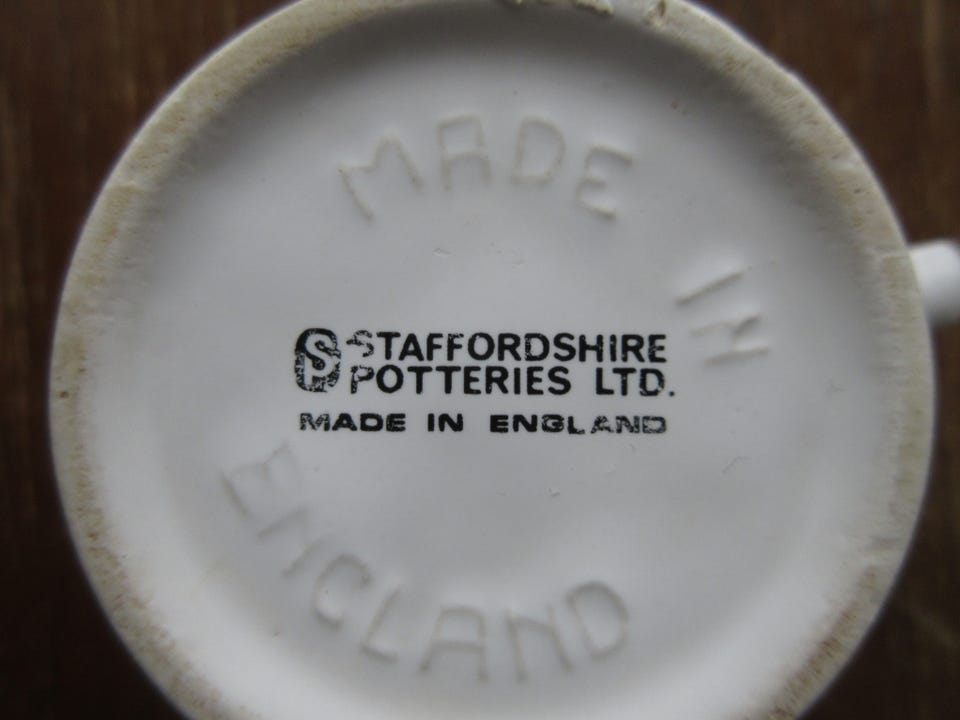 MADE
IN
SP STAFFORDSHIRE
POTTERIES LTD.
MADE IN ENGLAND
ENGLAND